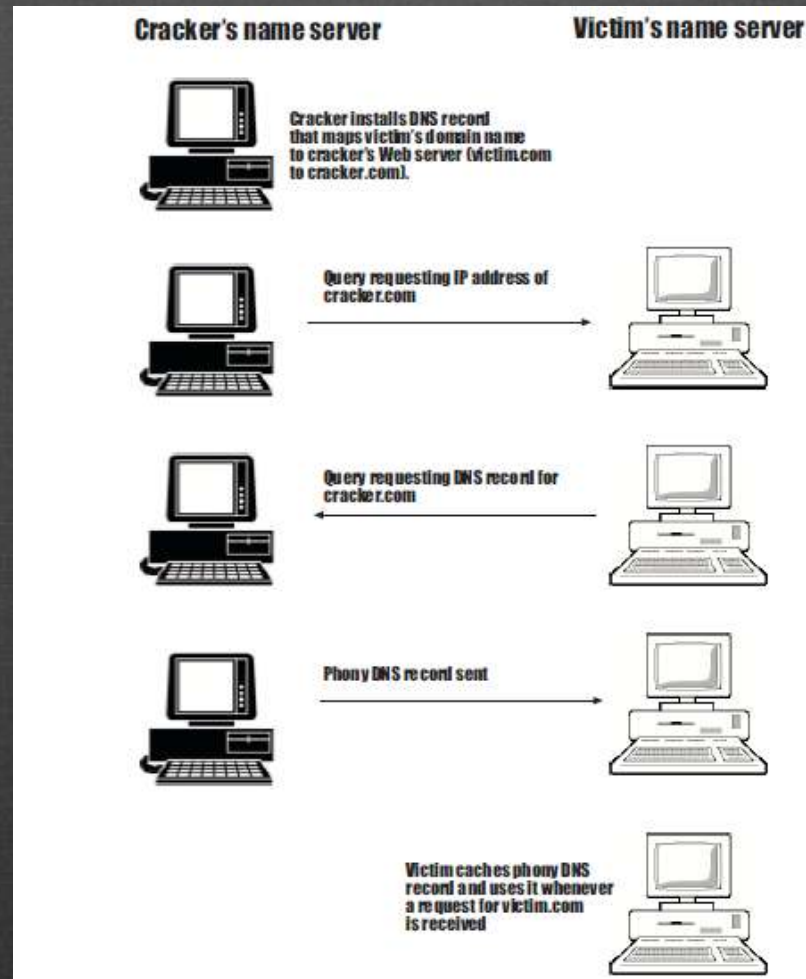 Cracker's name server
Victim's name server
Cracker installs DNS record
that maps victim's domain name
to cracker's Web server (victim.com
to cracker.com).
Query requesting IP address of
cracker.com
Query requesting DNS record for
cracker.com
Phony DNS record sent
Victim caches phony DNS
record and uses it whenever
a request for victim.com
is received